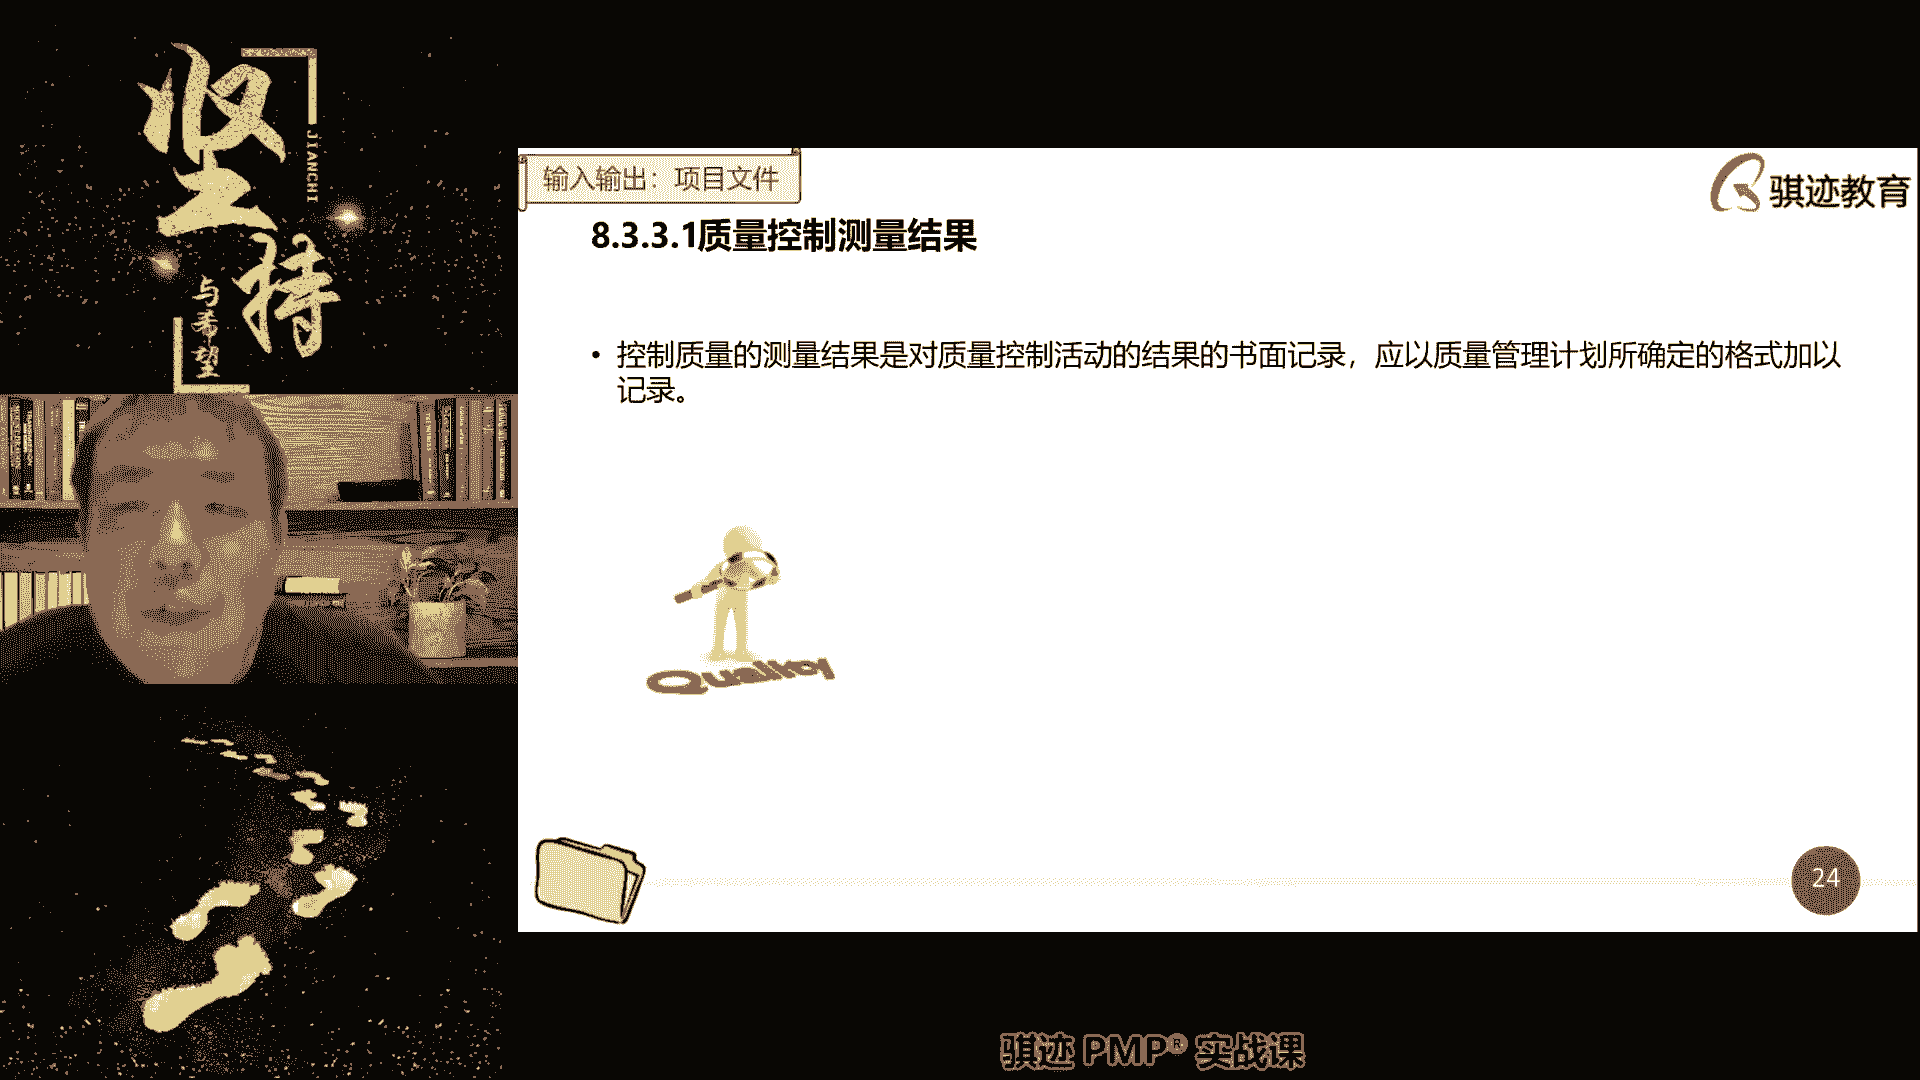 坚持
JIANCHI
与希望
输入输出：项目文件
骐迹教育
8.3.3.1质量控制测量结果
• 控制质量的测量结果是对质量控制活动的结果的书面记录，应以质量管理计划所确定的格式加以
记录。
Quality
24
骐迹 PMP® 实战课